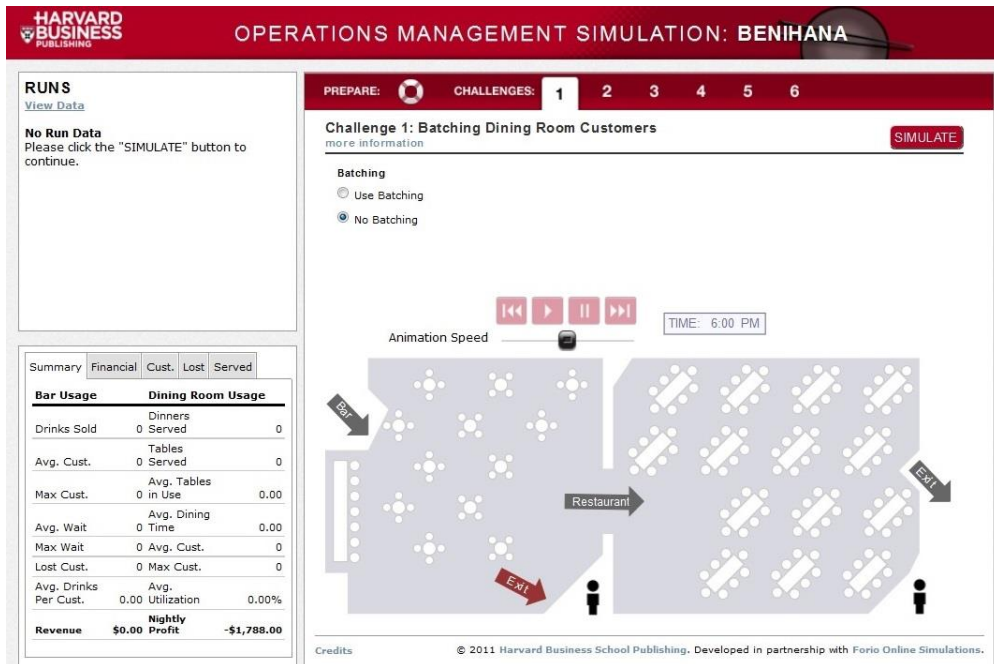 HARVARD
BUSINESS
PUBLISHING
OPERATIONS MANAGEMENT SIMULATION: BENIHANA
RUNS
View Data
No Run Data
Please click the "SIMULATE" button to
continue.
PREPARE:
CHALLENGES: 1 2 3 4 5 6
Challenge 1: Batching Dining Room Customers
more information
SIMULATE
Batching
Use Batching
No Batching
Animation Speed
TIME: 6:00 PM
Bar
Restaurant
Exit
Exit
Summary Financial Cust. Lost Served
Bar Usage Dining Room Usage
Drinks Sold 0 Dinners Served 0
Avg. Cust. 0 Tables Served 0
Max Cust. 0 Avg. Tables in Use 0.00
Avg. Wait 0 Avg. Dining Time 0.00
Max Wait 0 Avg. Cust. 0
Lost Cust. 0 Max Cust. 0
Avg. Drinks Per Cust. 0.00 Avg. Utilization 0.00%
Revenue $0.00 Nightly Profit -$1,788.00
Credits
© 2011 Harvard Business School Publishing. Developed in partnership with Forio Online Simulations.